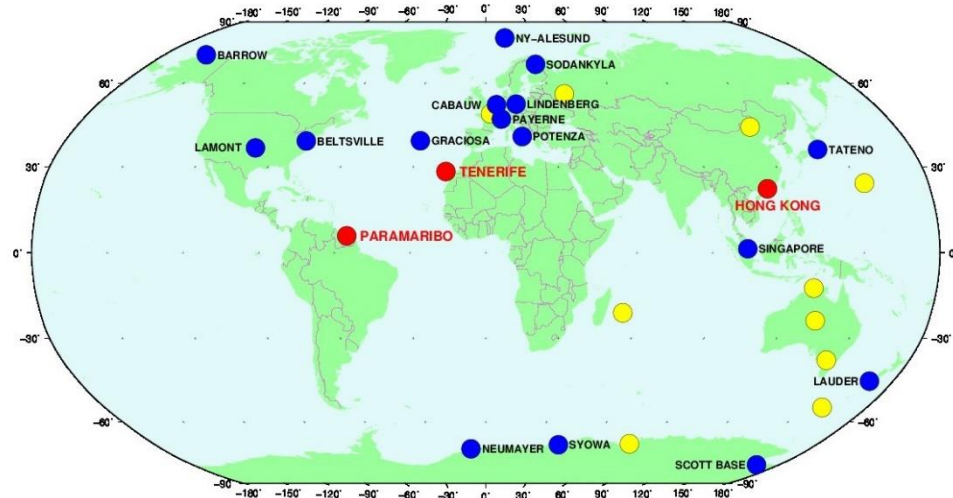 -180° -150° -120° -90° -60° -30° 0° 30° 60° 90° 120° 150° 180°
NY-ALESUND
BARROW
SODANKYLA
60° 60°
CABAUW LINDENBERG
PAYERNE
LAMONT BELTSVILLE GRACIOSA POTENZA TATENO
30° 30°
TENERIFE
HONG KONG
PARAMARIBO
SINGAPORE
0° 0°
-30° -30°
LAUDER
-60° -60°
NEUMAYER SYOWA
SCOTT BASE
-90° -90°
-180° -150° -120° -90° -60° -30° 0° 30° 60° 90° 120° 150° 180°